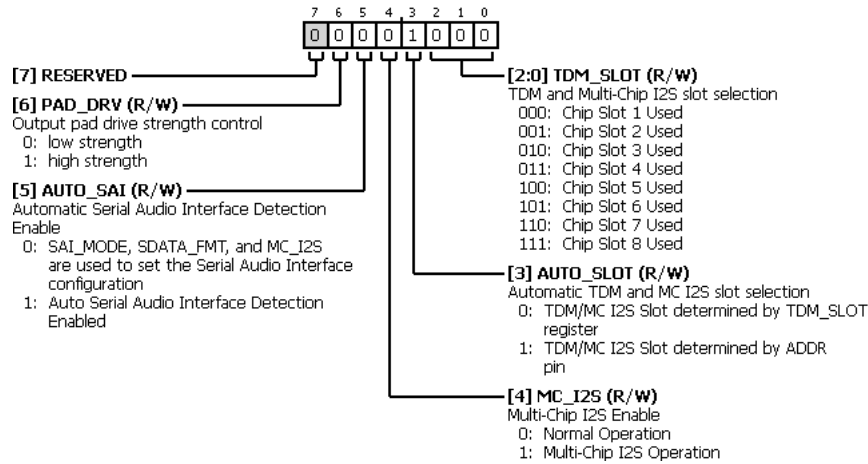 7 6 5 4 3 2 1 0
0 0 0 0 1 0 0 0
[7] RESERVED
[6] PAD_DRV (R/W)
Output pad drive strength control
0: low strength
1: high strength
[5] AUTO_SAI (R/W)
Automatic Serial Audio Interface Detection
Enable
0: SAI_MODE, SDATA_FMT, and MC_I2S
are used to set the Serial Audio Interface
configuration
1: Auto Serial Audio Interface Detection
Enabled
[2:0] TDM_SLOT (R/W)
TDM and Multi-Chip I2S slot selection
000: Chip Slot 1 Used
001: Chip Slot 2 Used
010: Chip Slot 3 Used
011: Chip Slot 4 Used
100: Chip Slot 5 Used
101: Chip Slot 6 Used
110: Chip Slot 7 Used
111: Chip Slot 8 Used
[3] AUTO_SLOT (R/W)
Automatic TDM and MC I2S slot selection
0: TDM/MC I2S Slot determined by TDM_SLOT
register
1: TDM/MC I2S Slot determined by ADDR
pin
[4] MC_I2S (R/W)
Multi-Chip I2S Enable
0: Normal Operation
1: Multi-Chip I2S Operation